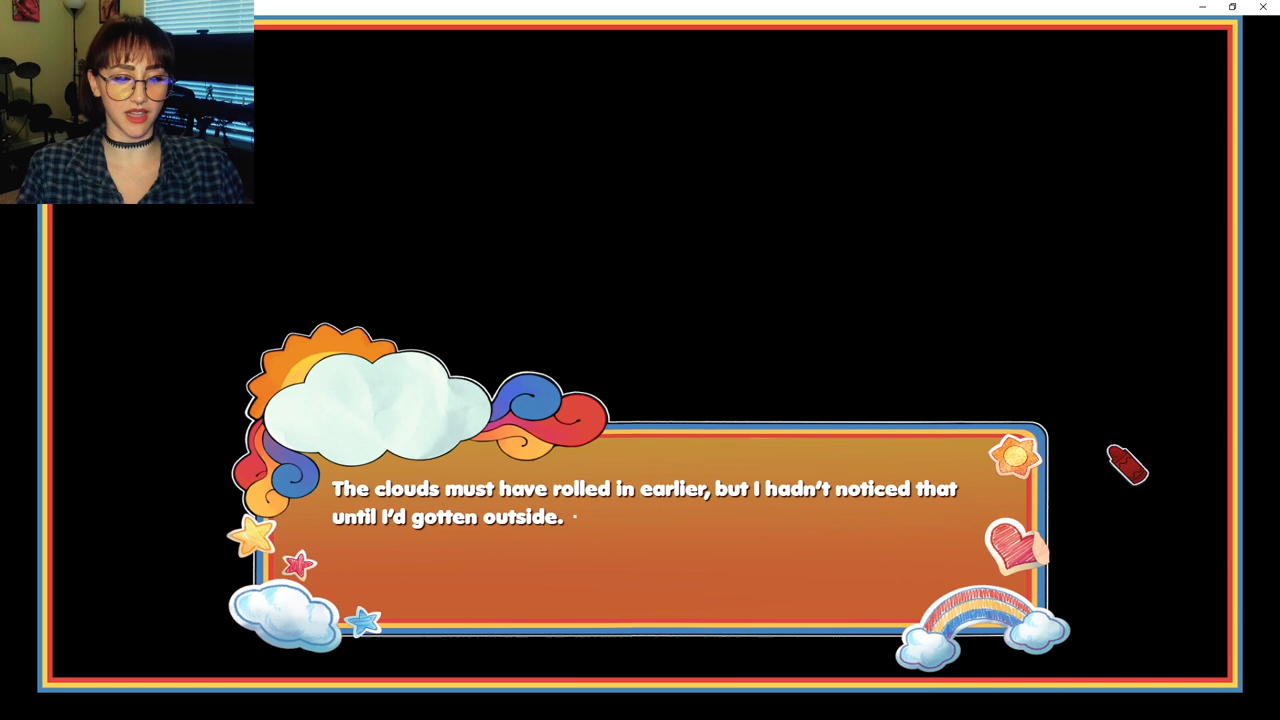 The clouds must have rolled in earlier, but I hadn't noticed that
until I'd gotten outside.